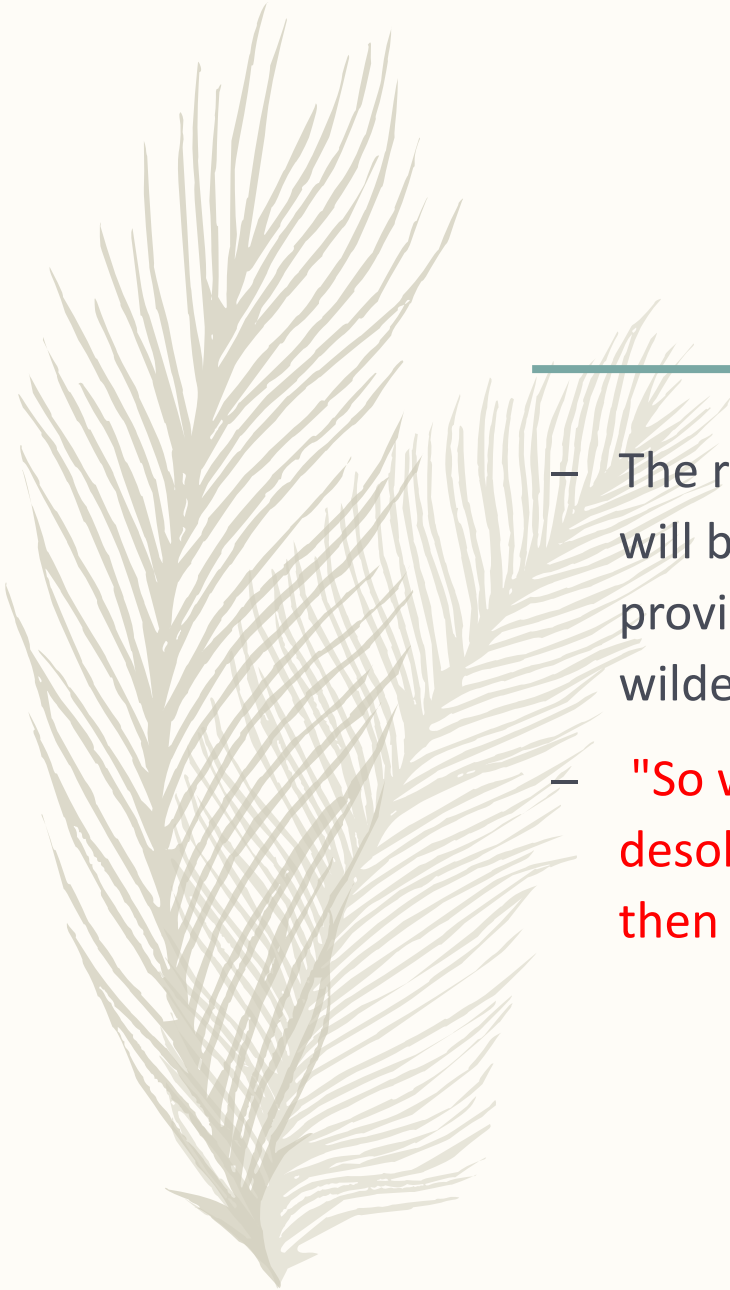 – The r
will b
provi
wilde
– "So v
desol
then